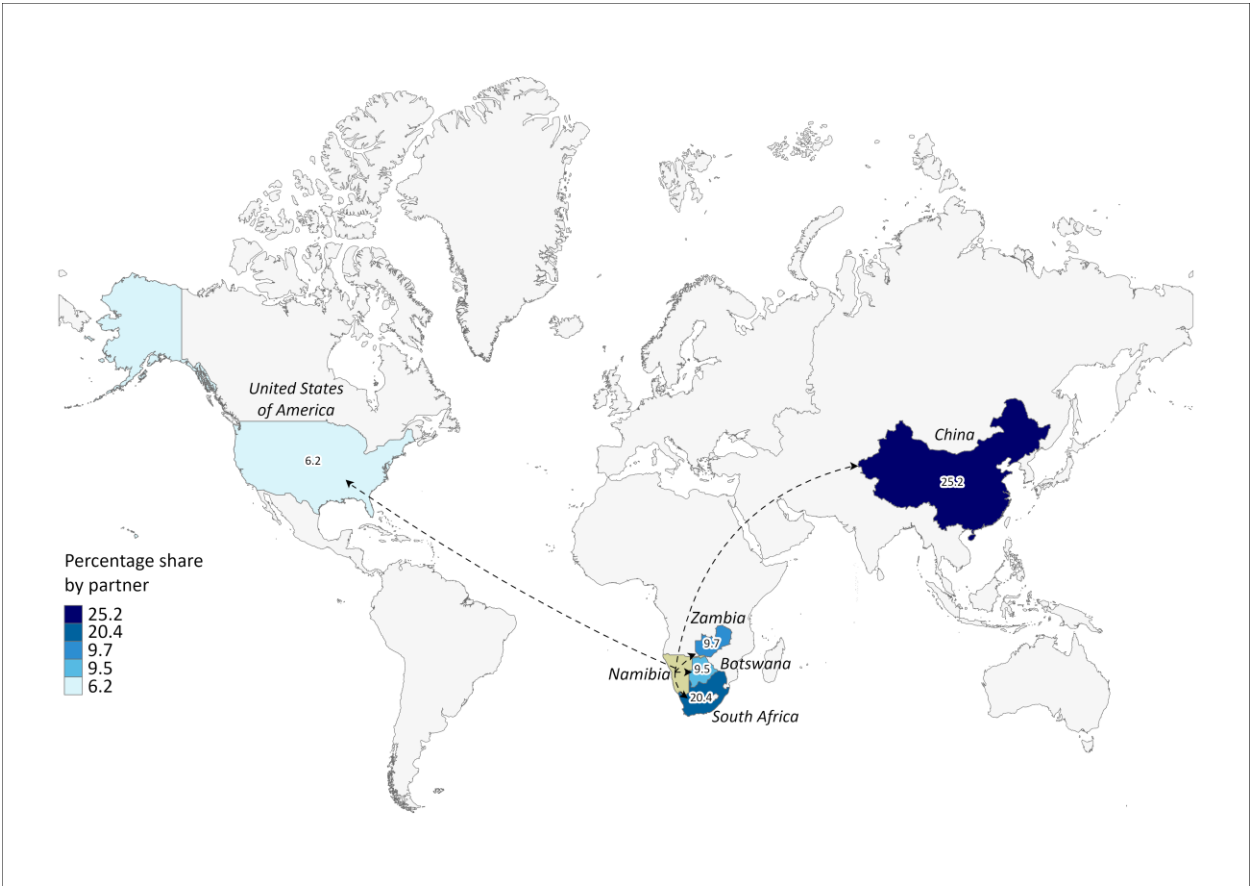 United States
of America
6.2
China
25.2
Percentage share
by partner
25.2
20.4
9.7
9.5
6.2
Zambia
9.7
Namibia
9.5
Botswana
20.4
South Africa